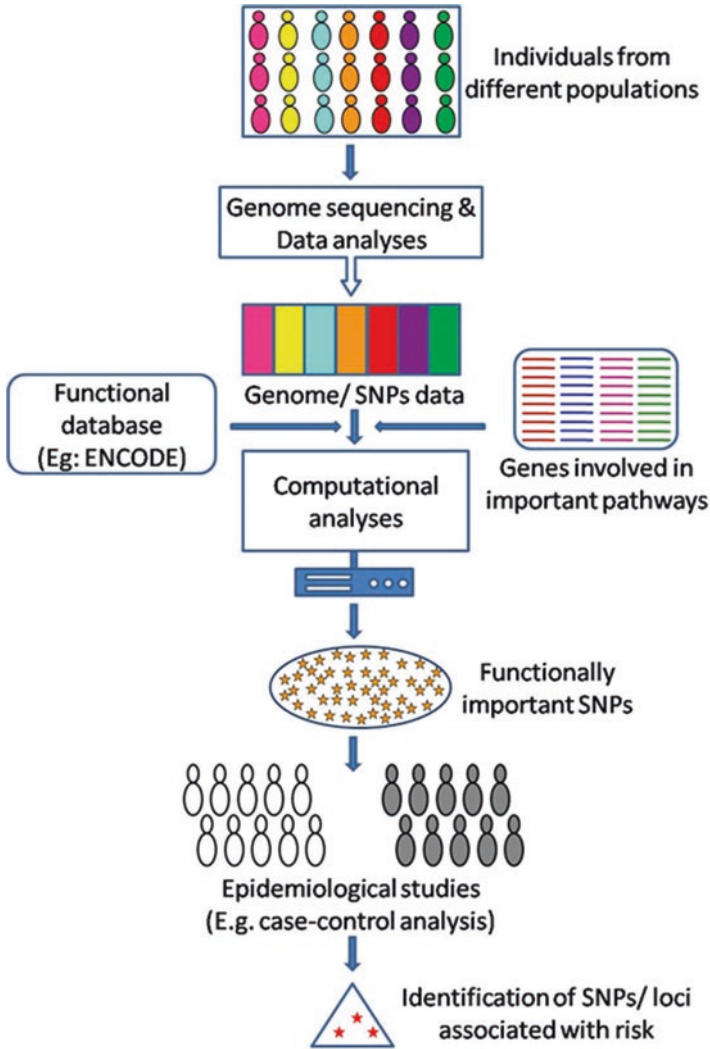 Individuals from
different populations
Genome sequencing &
Data analyses
Genome/ SNPs data
Functional
database
(Eg: ENCODE)
Genes involved in
important pathways
Computational
analyses
Functionally
important SNPs
Epidemiological studies
(E.g. case-control analysis)
Identification of SNPs/ loci
associated with risk